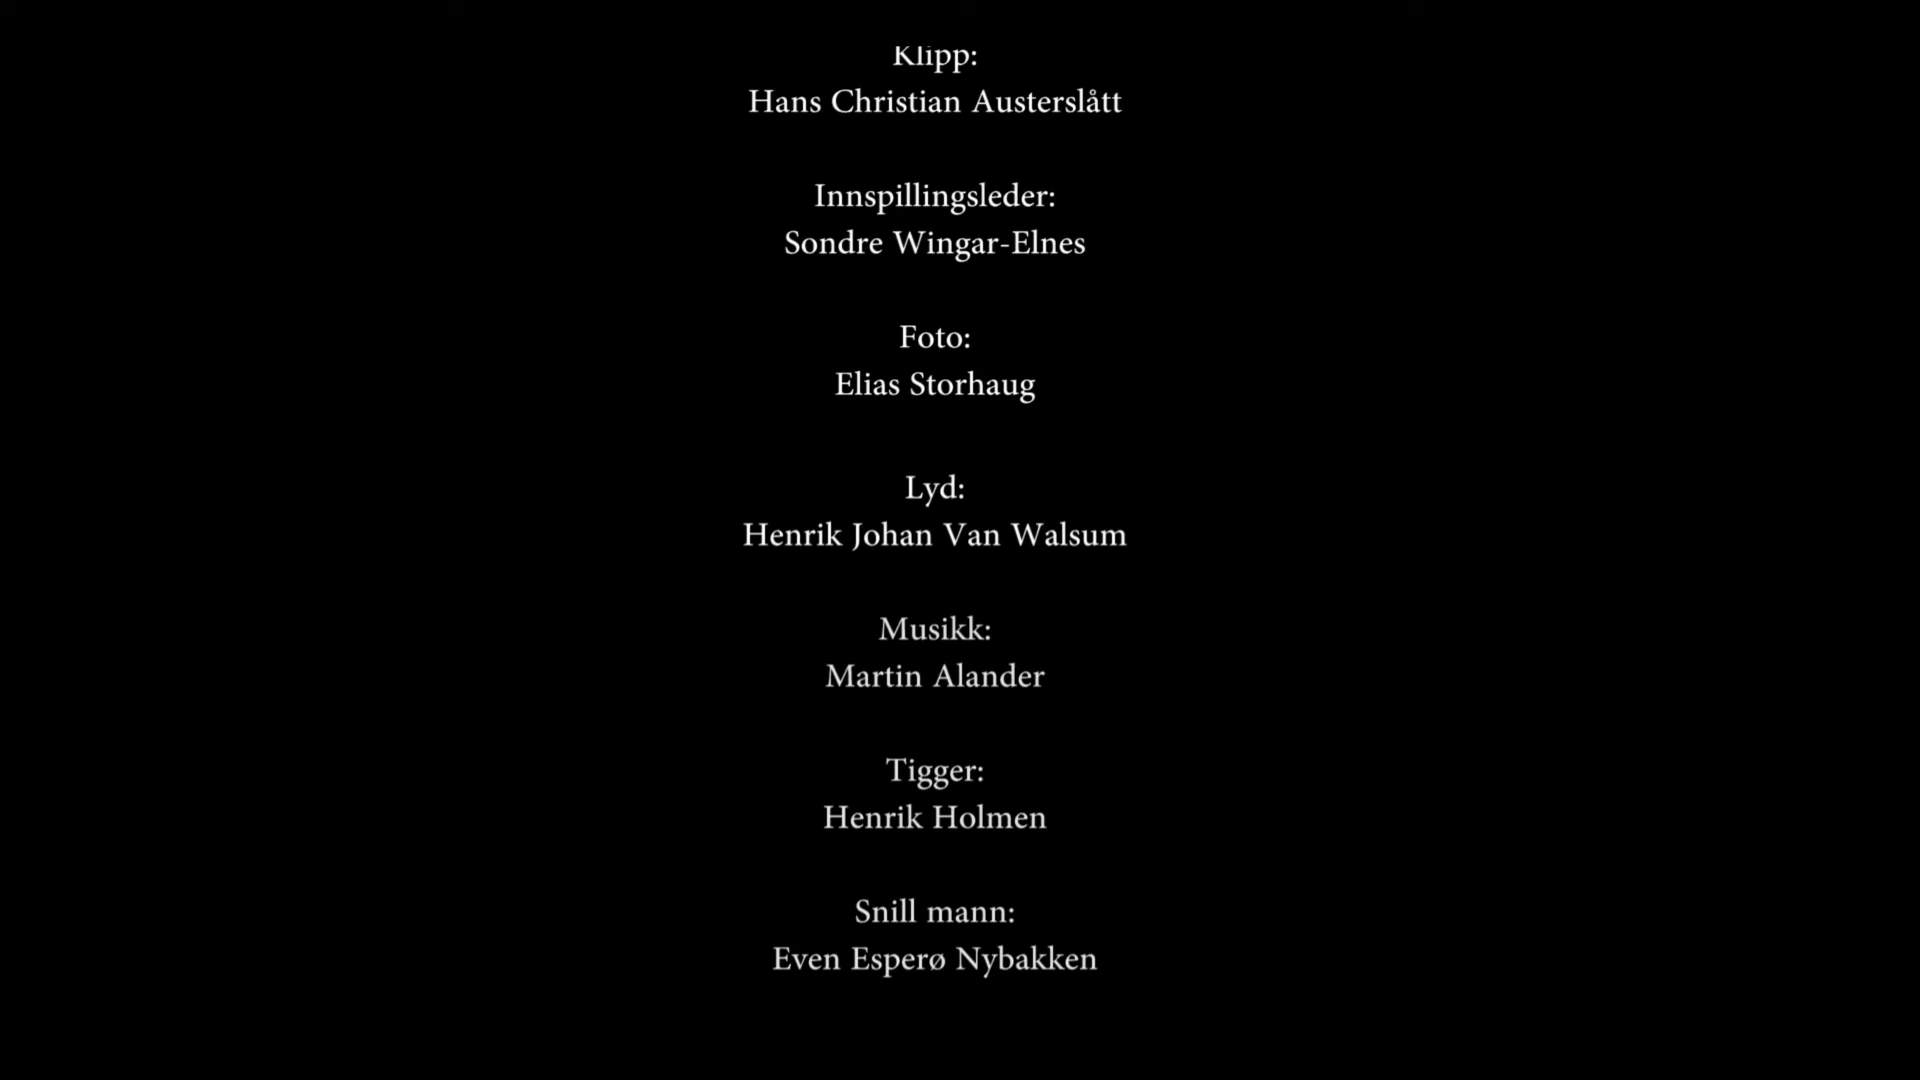 Klipp:
Hans Christian Austerslått
Innspillingsleder:
Sondre Wingar-Elnes
Foto:
Elias Storhaug
Lyd:
Henrik Johan Van Walsum
Musikk:
Martin Alander
Tigger:
Henrik Holmen
Snill mann:
Even Esperø Nybakken